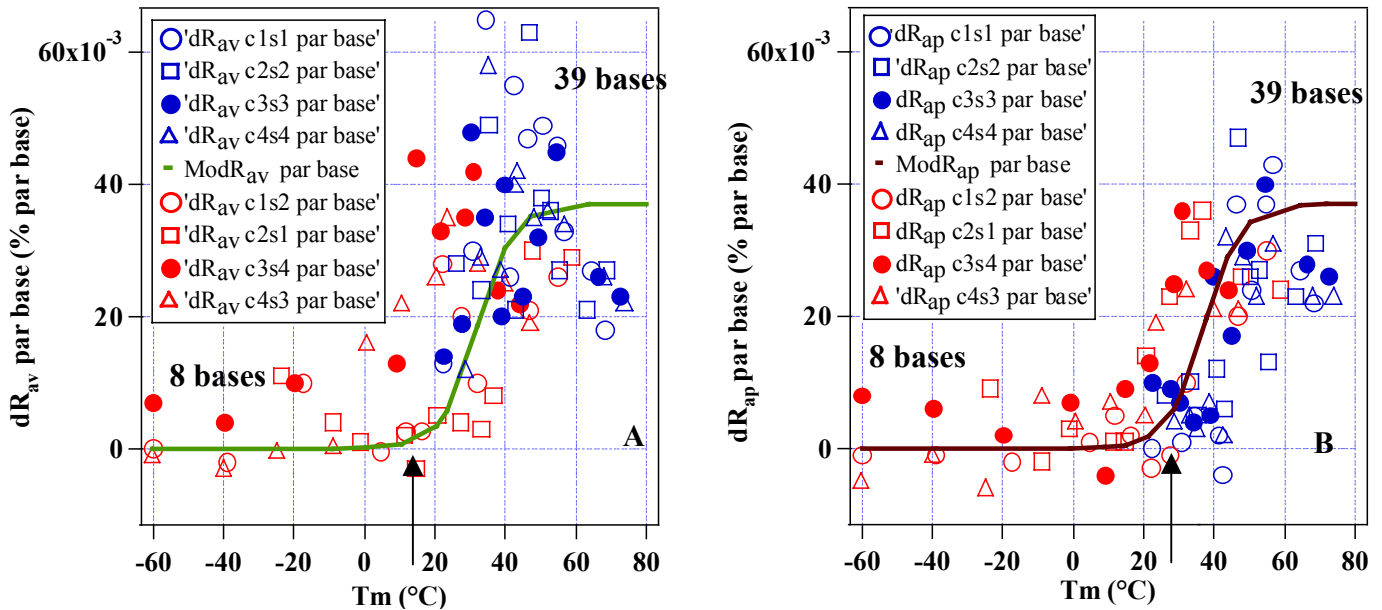 60x10-3
40
20
0
dRav par base (% par base)
'dRav c1s1 par base'
'dRav c2s2 par base'
'dRav c3s3 par base'
'dRav c4s4 par base'
ModRav par base
'dRav c1s2 par base'
'dRav c2s1 par base'
'dRav c3s4 par base'
'dRav c4s3 par base'
39 bases
8 bases
A
-60 -40 -20 0 20 40 60 80
Tm (°C)
60x10-3
40
20
0
dRap par base (% par base)
'dRap c1s1 par base'
'dRap c2s2 par base'
dRap c3s3 par base'
dRap c4s4 par base'
ModRap par base
dRap c1s2 par base'
dRap c2s1 par base'
dRap c3s4 par base'
'dRap c4s3 par base'
39 bases
8 bases
B
-60 -40 -20 0 20 40 60 80
Tm (°C)